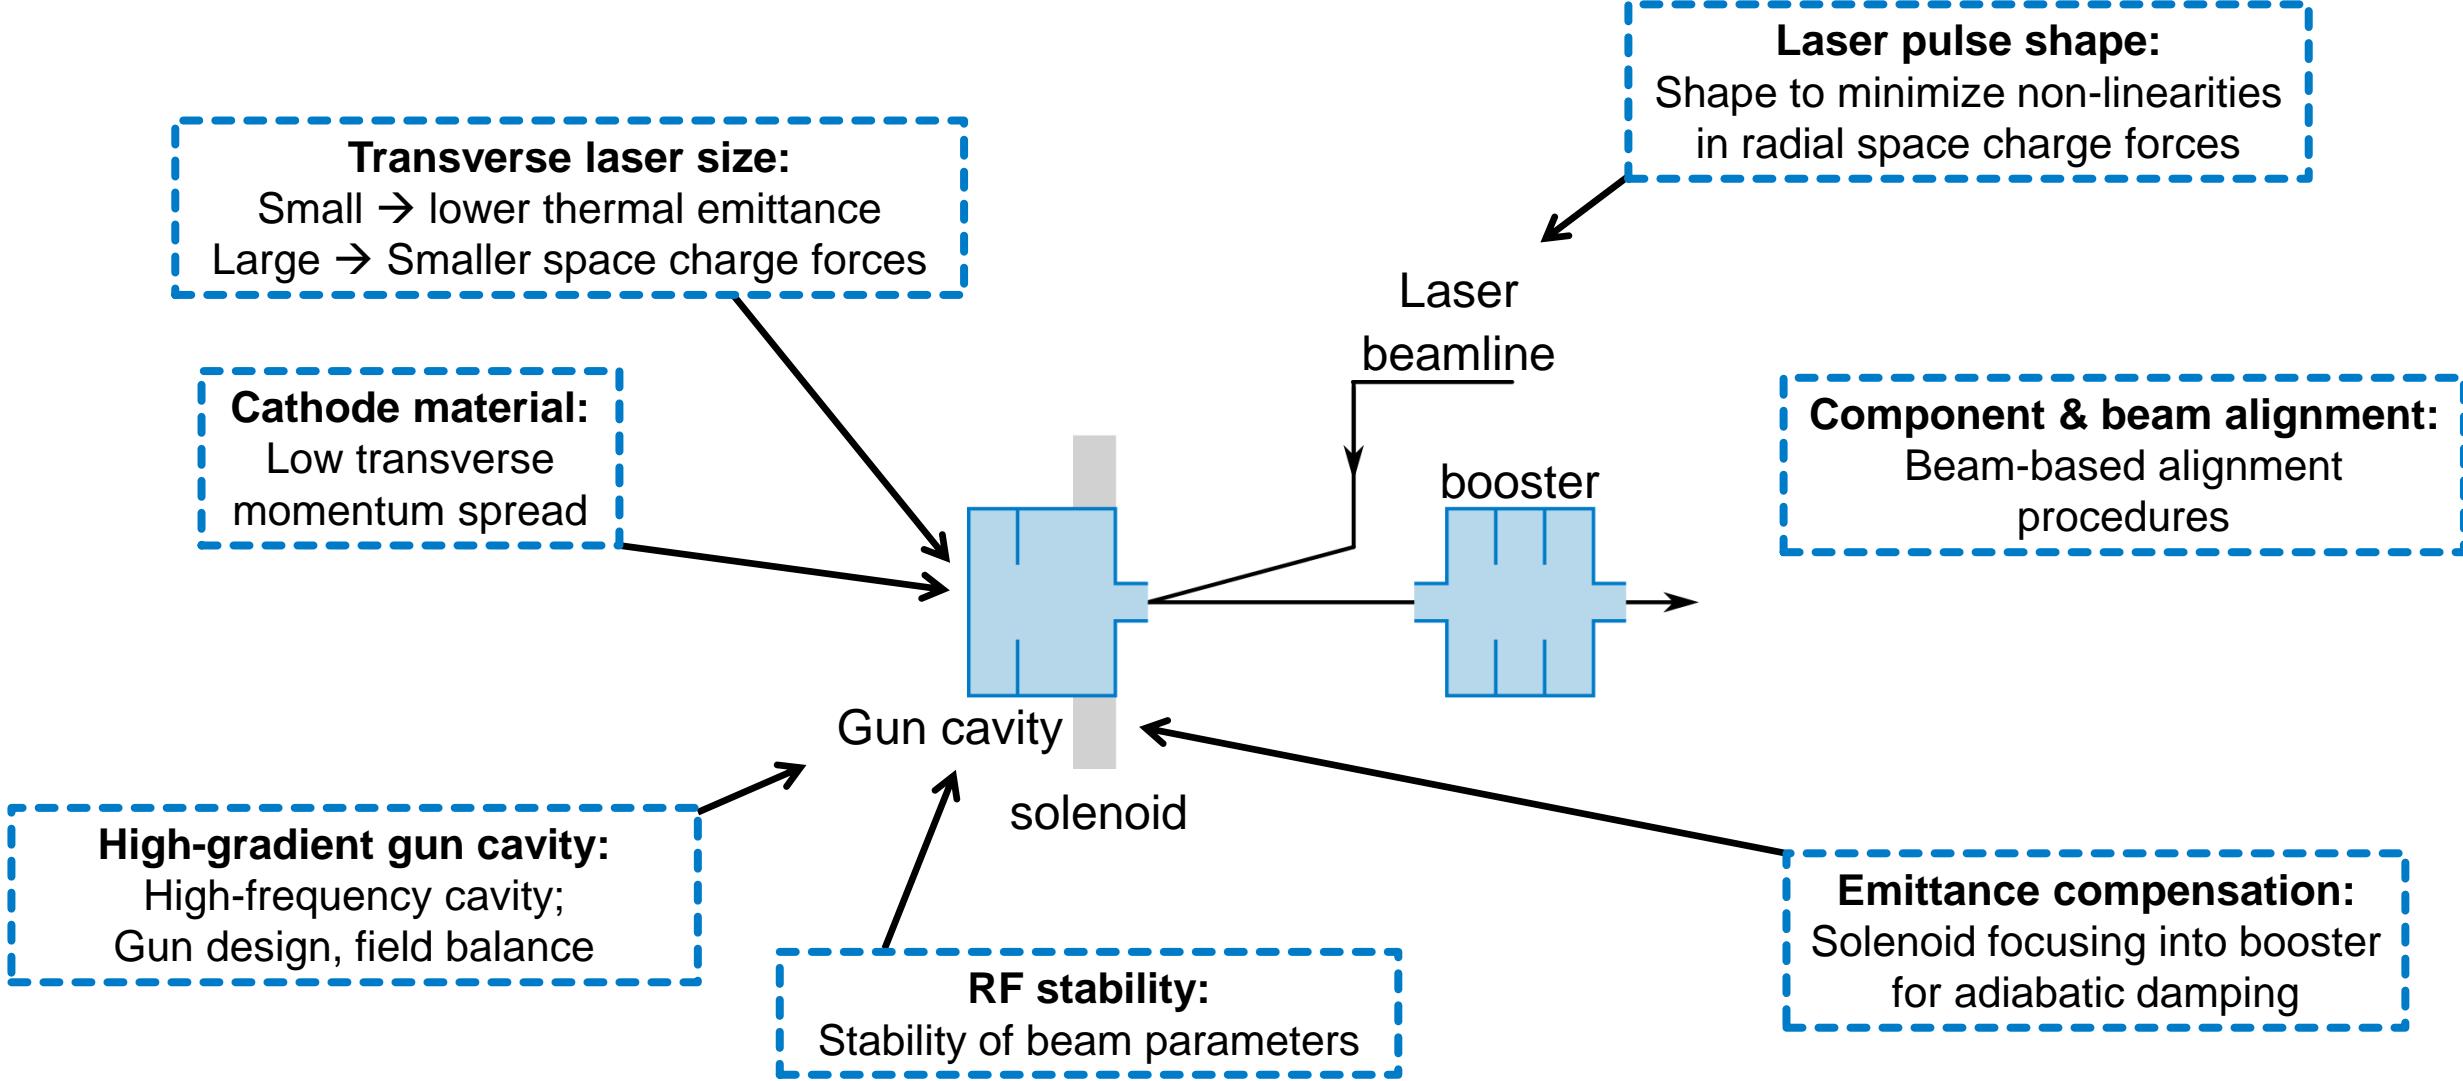 Laser pulse shape:
Shape to minimize non-linearities
in radial space charge forces
Transverse laser size:
Small → lower thermal emittance
Large → Smaller space charge forces
Laser
beamline
Cathode material:
Low transverse
momentum spread
Component & beam alignment:
Beam-based alignment
procedures
booster
Gun cavity
solenoid
High-gradient gun cavity:
High-frequency cavity;
Gun design, field balance
Emittance compensation:
Solenoid focusing into booster
for adiabatic damping
RF stability:
Stability of beam parameters